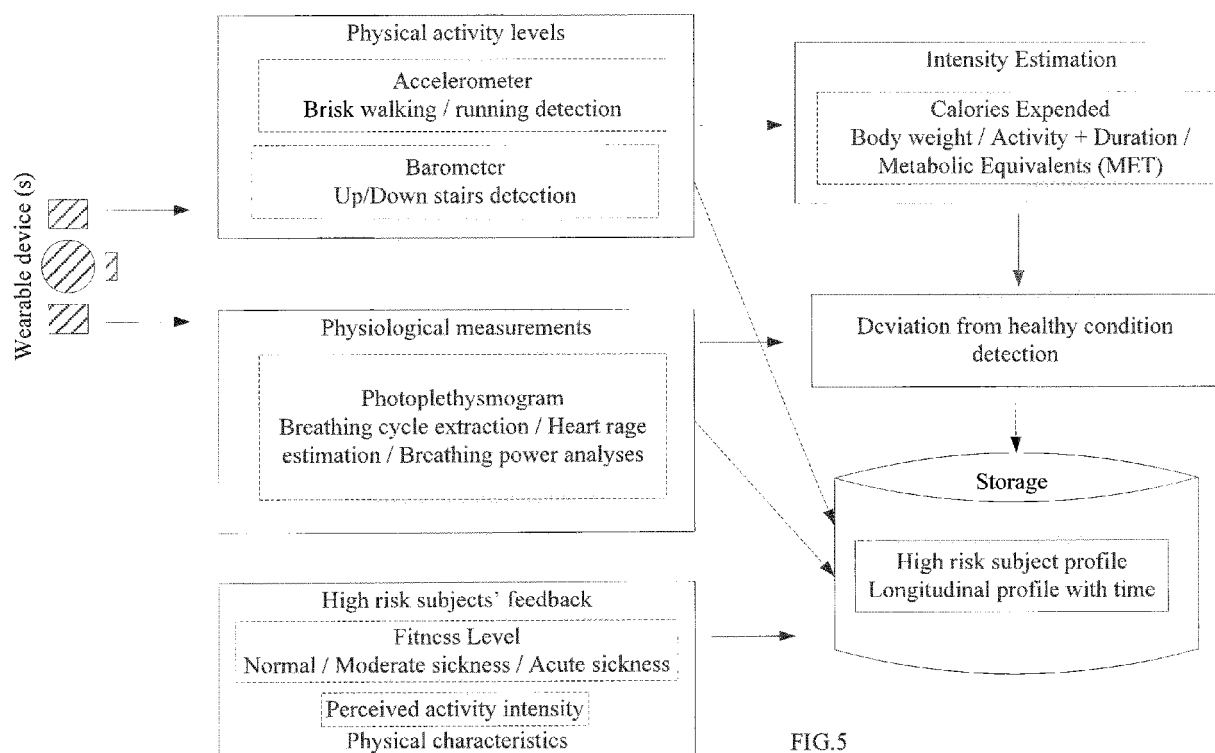 Wearable device (s)
Physical activity levels
Accelerometer
Brisk walking / running detection
Barometer
Up/Down stairs detection
Physiological measurements
Photoplethysmogram
Breathing cycle extraction / Heart rage
estimation / Breathing power analyses
High risk subjects' feedback
Fitness Level
Normal / Moderate sickness / Acute sickness
Perceived activity intensity
Physical characteristics
Intensity Estimation
Calories Expended
Body weight / Activity + Duration /
Metabolic Equivalents (MET)
Deviation from healthy condition
detection
Storage
High risk subject profile
Longitudinal profile with time
FIG.5